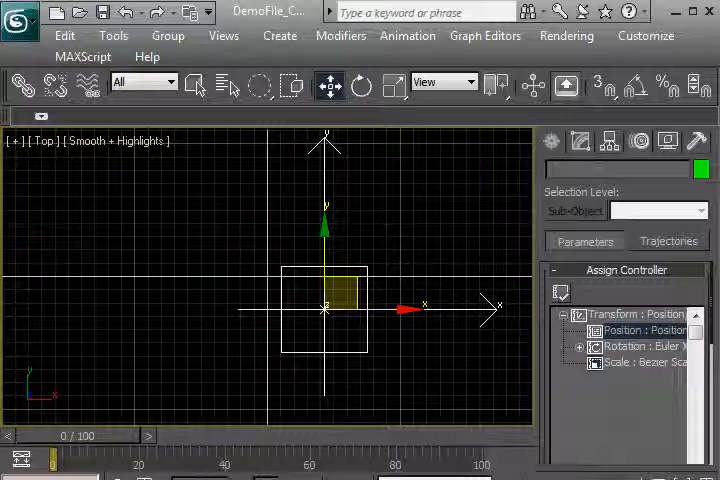 DemoFile_C...
Type a keyword or phrase
Edit Tools Group Views Create Modifiers Animation Graph Editors Rendering Customize
MAXScript Help
All
View
3
%
[ + ] [ Top ] [ Smooth + Highlights ]
y
y
z
x
x
y
x
Selection Level:
Sub-Object
Parameters Trajectories
- Assign Controller
Transform : Position
Position : Position
Rotation : Euler X
Scale : Bezier Sca
< 0 / 100 >
0 20 40 60 80 100